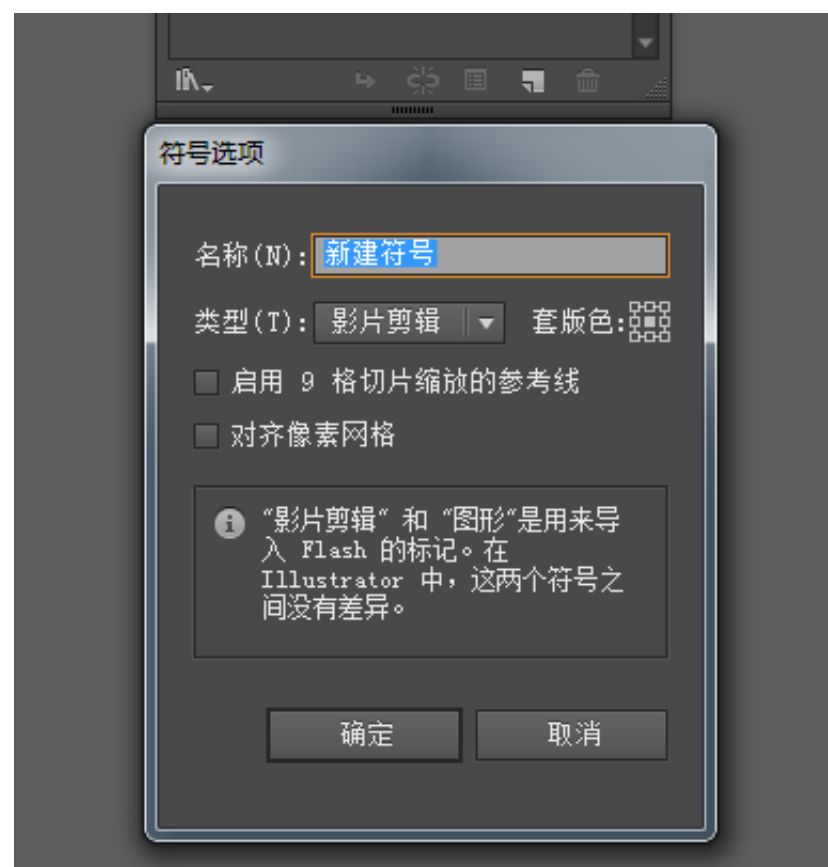 符号选项
名称(N): 新建符号
类型(T): 影片剪辑 套版色:
启用 9 格切片缩放的参考线
对齐像素网格
“影片剪辑” 和 “图形”是用来导
入 Flash 的标记。在
Illustrator 中，这两个符号之
间没有差异。
确定 取消